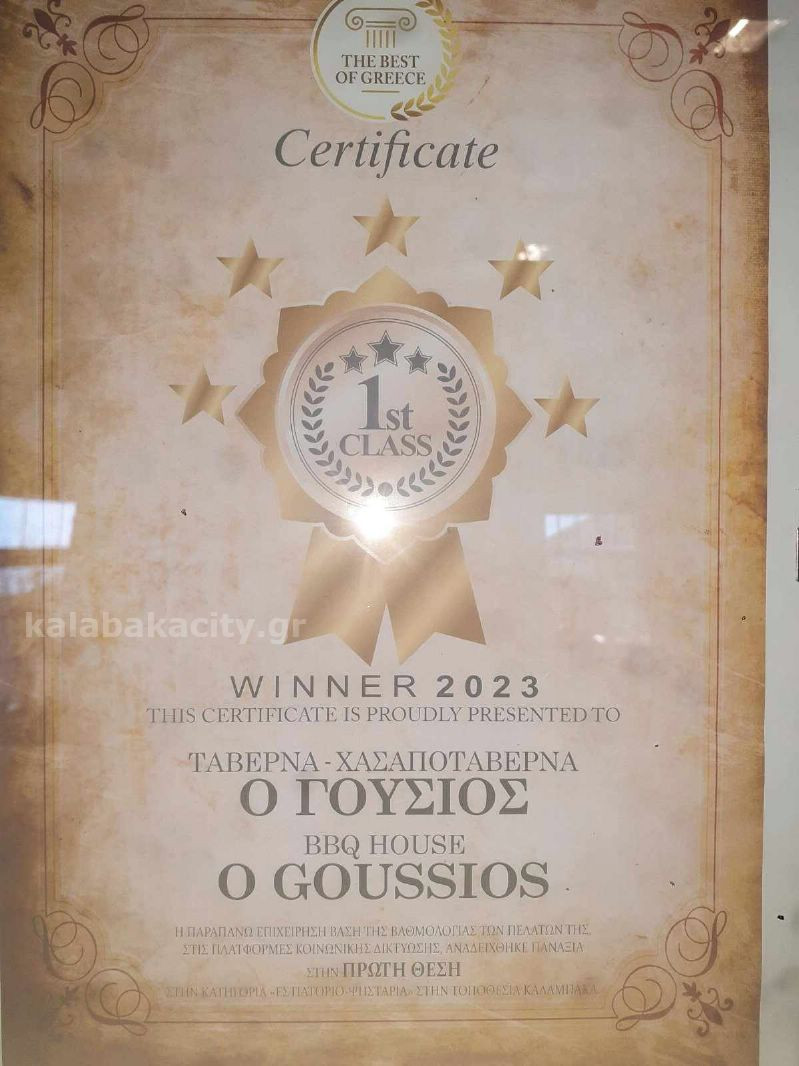 THE BEST
OF GREECE
Certificate
1st
CLASS
kalabakacity.gr
WINNER 2023
THIS CERTIFICATE IS PROUDLY PRESENTED TO
ΤΑΒΕΡΝΑ - ΧΑΣΑΠΟΤΑΒΕΡΝΑ
Ο ΓΟΥΣΙΟΣ
BBQ HOUSE
O GOUSSIOS
Η ΠΑΡΑΠΑΝΩ ΕΠΙΧΕΙΡΗΣΗ ΒΑΣΗ ΤΗΣ ΒΑΘΜΟΛΟΓΙΑΣ ΤΩΝ ΠΕΛΑΤΩΝ ΤΗΣ,
ΣΤΙΣ ΠΛΑΤΦΟΡΜΕΣ ΚΟΙΝΩΝΙΚΗΣ ΔΙΚΤΥΩΣΗΣ, ΑΝΑΔΕΙΧΘΗΚΕ ΠΑΝΑΞΙΑ
ΣΤΗΝ ΠΡΩΤΗ ΘΕΣΗ
ΣΤΗΝ ΚΑΤΗΓΟΡΙΑ «ΕΣΤΙΑΤΟΡΙΟ-ΨΗΣΤΑΡΙΑ» ΣΤΗΝ ΤΟΠΟΘΕΣΙΑ ΚΑΛΑΜΠΑΚΑ